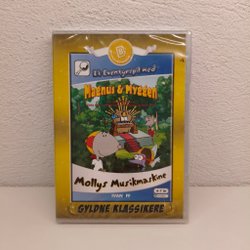 B
Et Eventyrspil med
Magnus & Myggen
Mollys Musikmaskine
GYLDNE KLASSIKERE